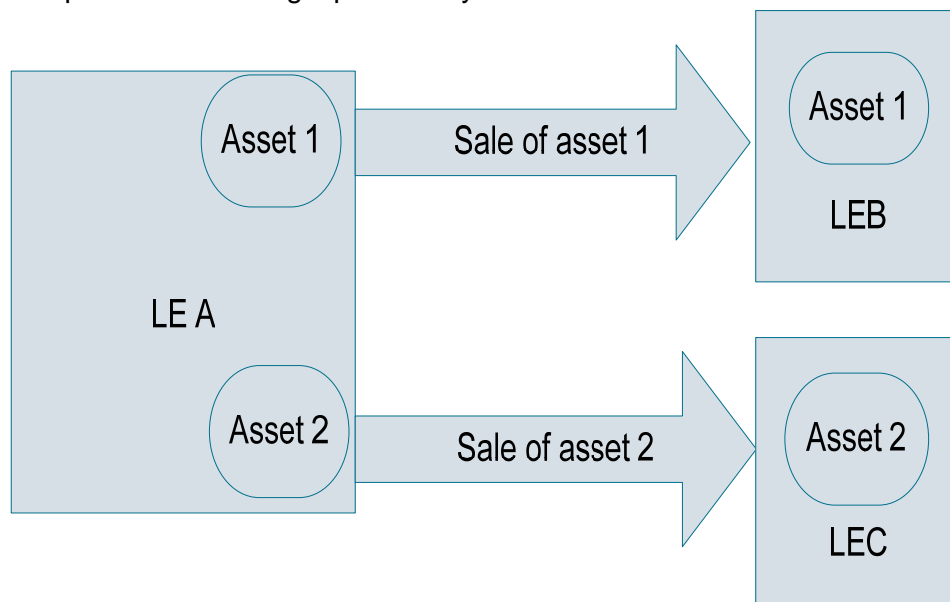 Asset 1
Sale of asset 1
Asset 1
LEB
LE A
Asset 2
Sale of asset 2
Asset 2
LEC